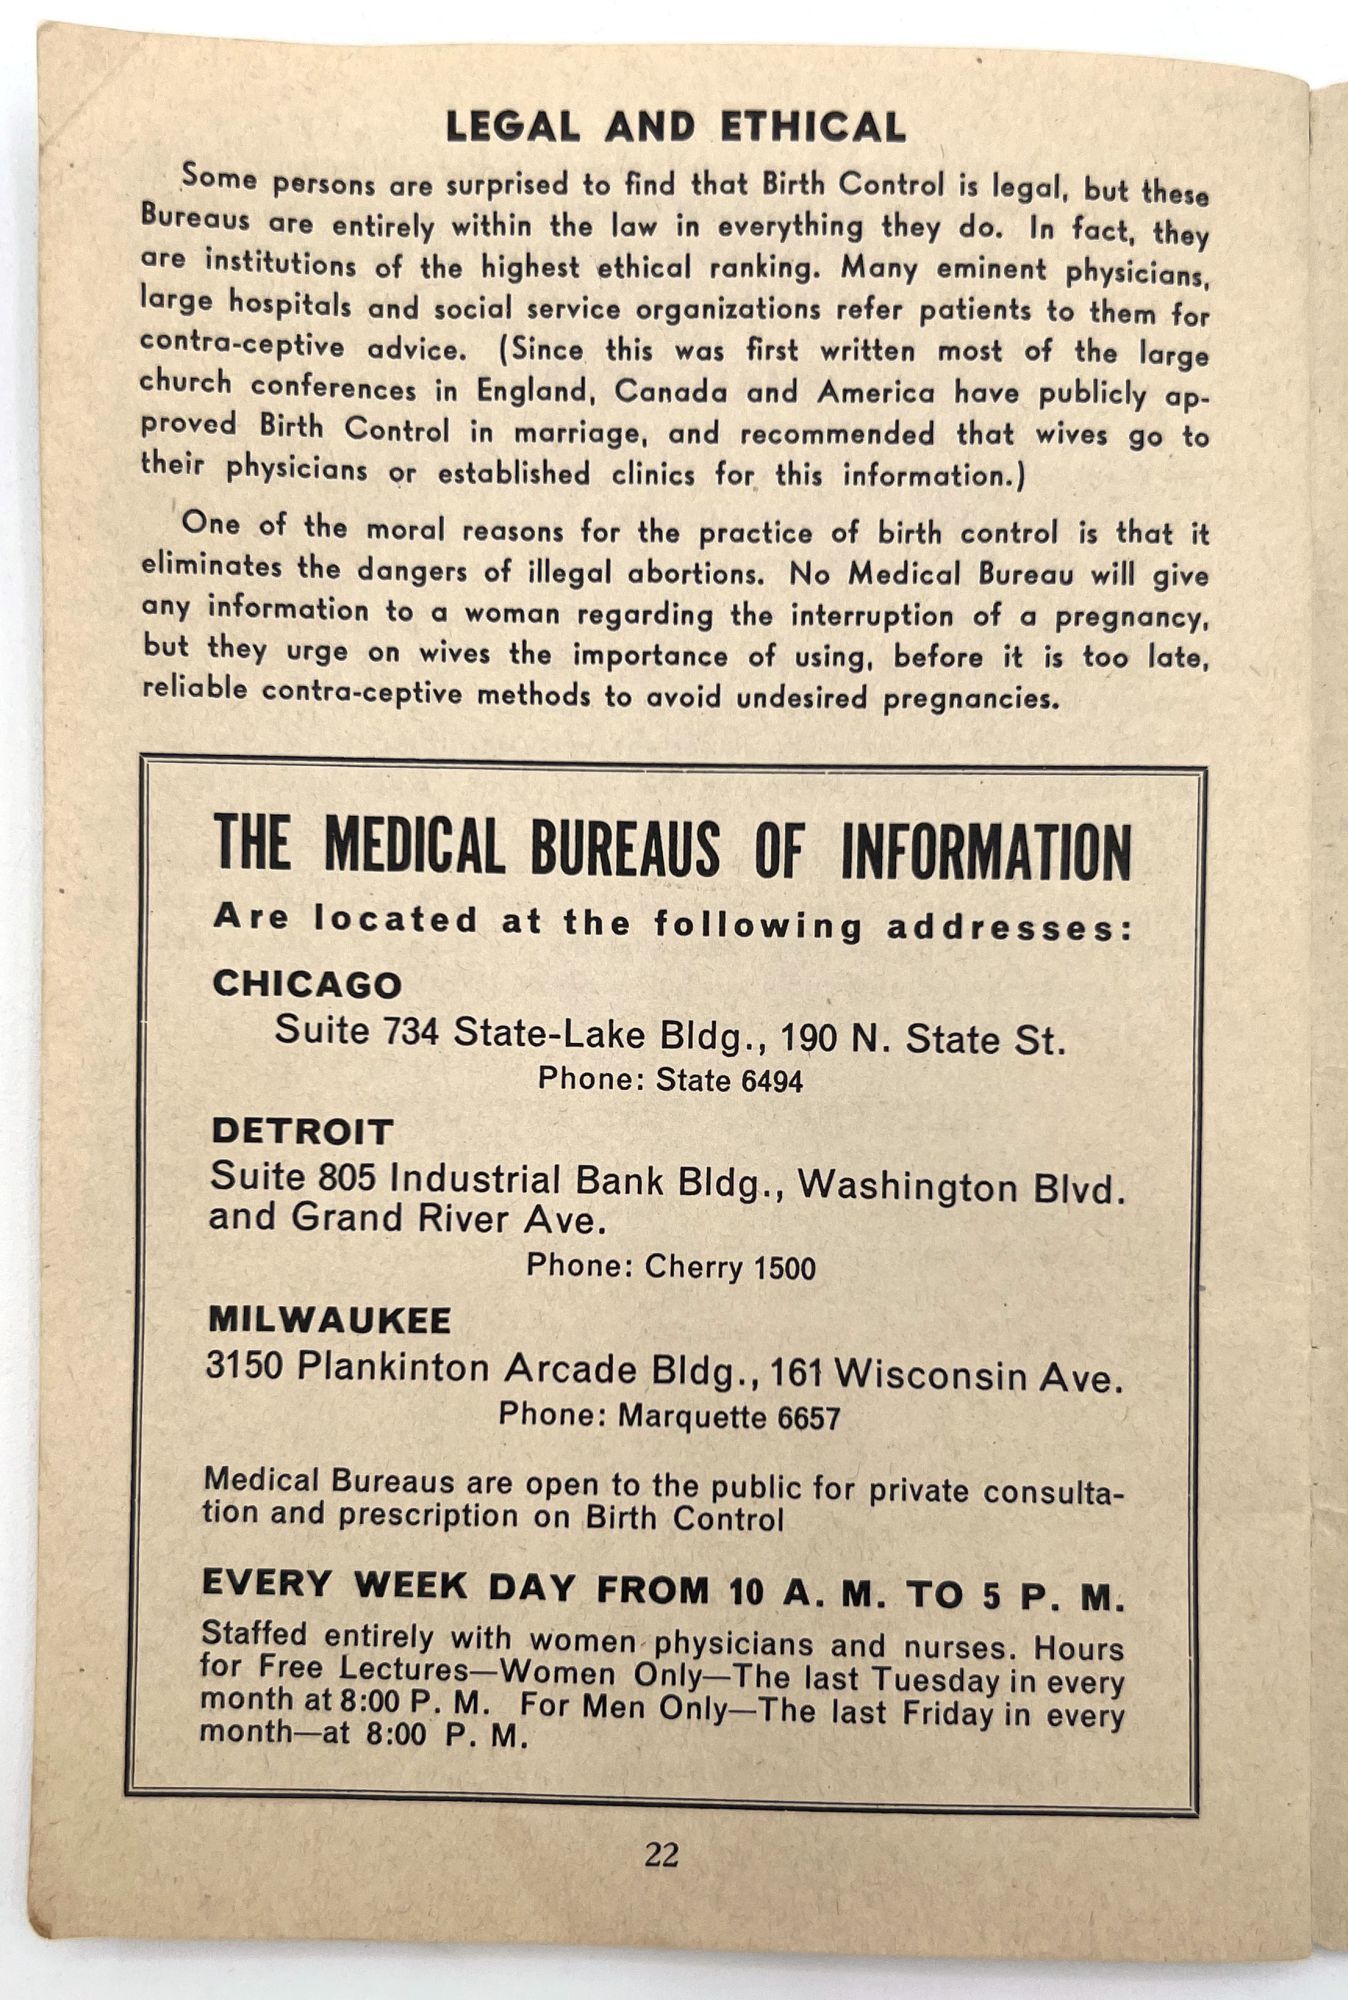 LEGAL AND ETHICAL
Some persons are surprised to find that Birth Control is legal, but these
Bureaus are entirely within the law in everything they do. In fact, they
are institutions of the highest ethical ranking. Many eminent physicians,
large hospitals and social service organizations refer patients to them for
contra-ceptive advice. (Since this was first written most of the large
church conferences in England, Canada and America have publicly ap-
proved Birth Control in marriage, and recommended that wives go to
their physicians or established clinics for this information.)
One of the moral reasons for the practice of birth control is that it
eliminates the dangers of illegal abortions. No Medical Bureau will give
any information to a woman regarding the interruption of a pregnancy,
but they urge on wives the importance of using, before it is too late,
reliable contra-ceptive methods to avoid undesired pregnancies.
THE MEDICAL BUREAUS OF INFORMATION
Are located at the following addresses:
CHICAGO
Suite 734 State-Lake Bldg., 190 N. State St.
Phone: State 6494
DETROIT
Suite 805 Industrial Bank Bldg., Washington Blvd.
and Grand River Ave.
Phone: Cherry 1500
MILWAUKEE
3150 Plankinton Arcade Bldg., 161 Wisconsin Ave.
Phone: Marquette 6657
Medical Bureaus are open to the public for private consulta-
tion and prescription on Birth Control
EVERY WEEK DAY FROM 10 A. M. TO 5 P. M.
Staffed entirely with women physicians and nurses. Hours
for Free Lectures—Women Only—The last Tuesday in every
month at 8:00 P. M. For Men Only—The last Friday in every
month—at 8:00 P. M.
22